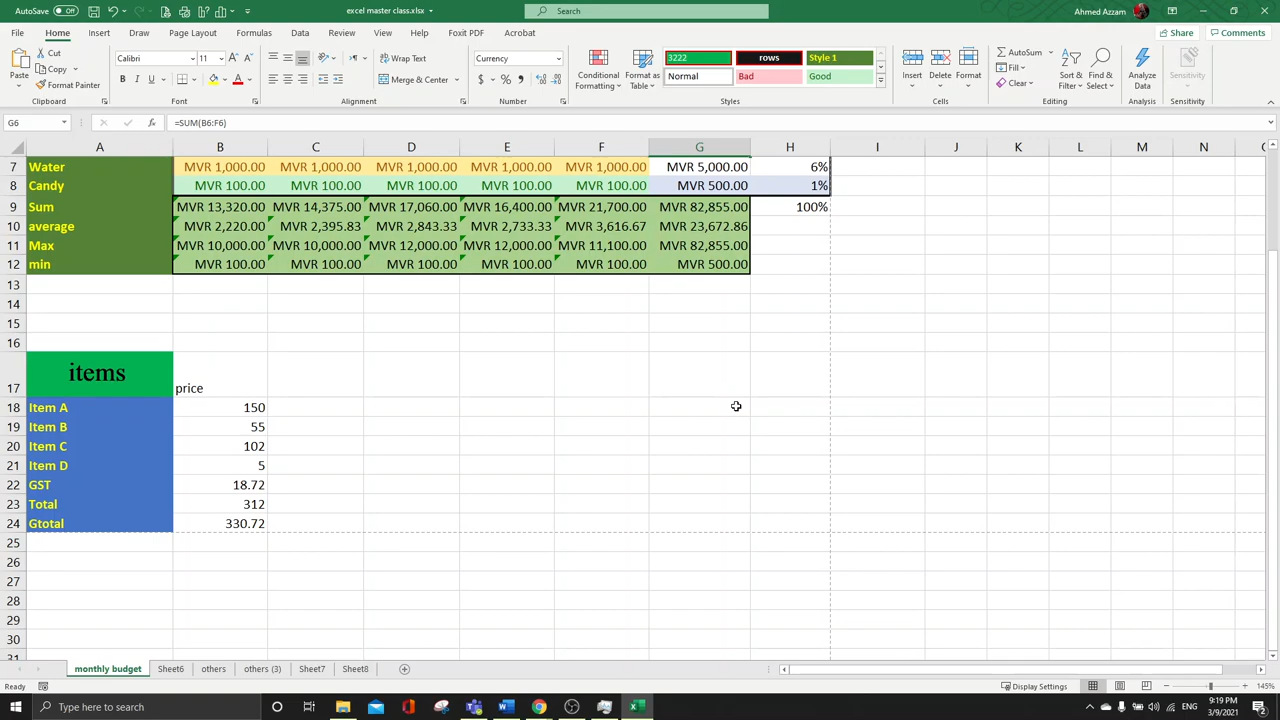 AutoSave Off excel master class.xlsx Search Ahmed Azzam
File Home Insert Draw Page Layout Formulas Data Review View Help Foxit PDF Acrobat Share Comments
Paste Cut Copy Format Painter Clipboard
Calibri 11 B I U A Font
Wrap Text Merge & Center Alignment
Currency $ % Number
Conditional Formatting Format as Table 3222 rows Style 1 Normal Bad Good Styles
Insert Delete Format Cells
AutoSum Fill Clear Sort & Filter Find & Select Editing
Analyze Data Analysis
Sensitivity Sensitivity
G6 fx =SUM(B6:F6)
A B C D E F G H I J K L M N
7 Water MVR 1,000.00 MVR 1,000.00 MVR 1,000.00 MVR 1,000.00 MVR 1,000.00 MVR 5,000.00 6%
8 Candy MVR 100.00 MVR 100.00 MVR 100.00 MVR 100.00 MVR 100.00 MVR 500.00 1%
9 Sum MVR 13,320.00 MVR 14,375.00 MVR 17,060.00 MVR 16,400.00 MVR 21,700.00 MVR 82,855.00 100%
10 average MVR 2,220.00 MVR 2,395.83 MVR 2,843.33 MVR 2,733.33 MVR 3,616.67 MVR 23,672.86
11 Max MVR 10,000.00 MVR 10,000.00 MVR 12,000.00 MVR 12,000.00 MVR 11,100.00 MVR 82,855.00
12 min MVR 100.00 MVR 100.00 MVR 100.00 MVR 100.00 MVR 100.00 MVR 500.00
13
14
15
16
17 items price
18 Item A 150
19 Item B 55
20 Item C 102
21 Item D 5
22 GST 18.72
23 Total 312
24 Gtotal 330.72
25
26
27
28
29
30
31
monthly budget Sheet6 others others (3) Sheet7 Sheet8
Ready Display Settings 145%
Type here to search 9:19 PM
3/9/2021